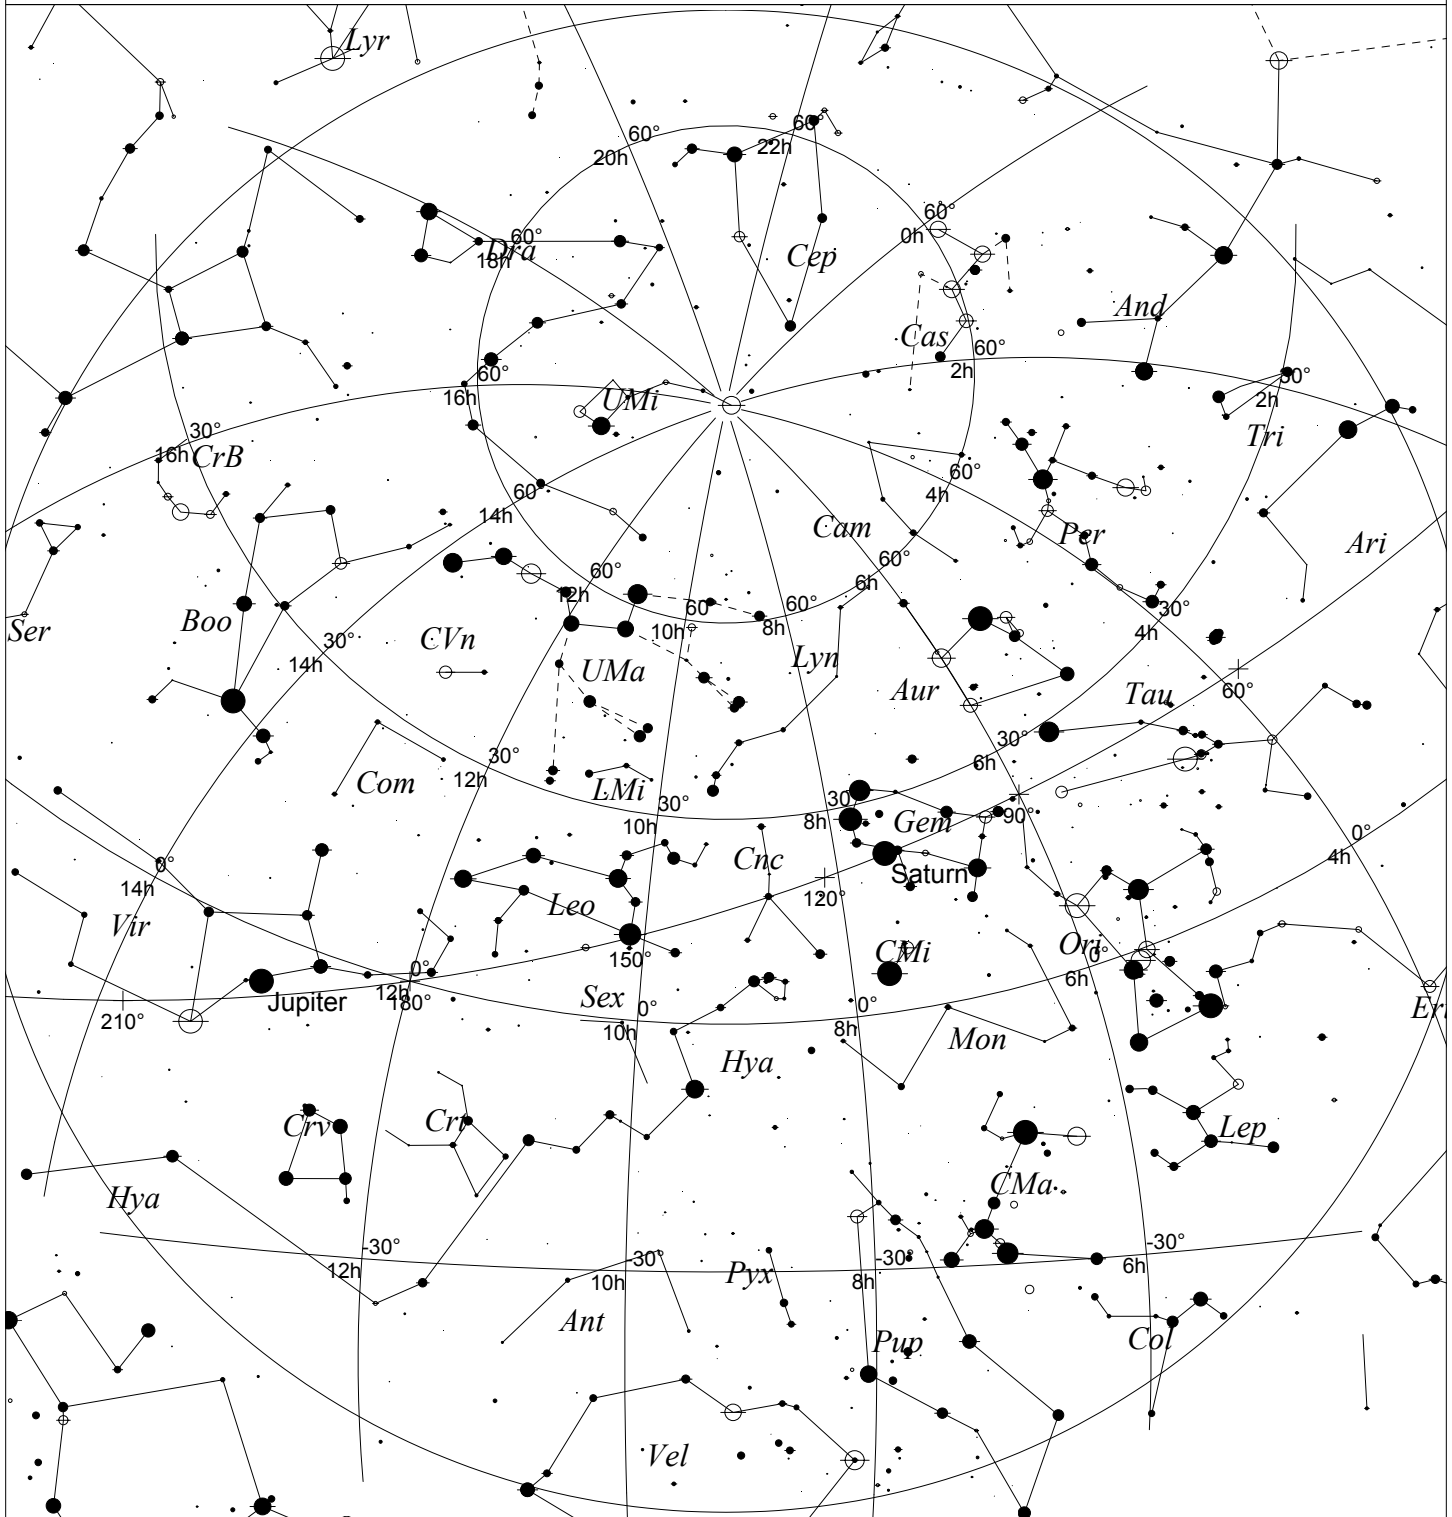 Lyr
60°
22h
60°
20h
60°
0h
60°
18h
Dra
Cep
And
Cas
60°
2h
60°
16h
UMi
30°
2h
Tri
30°
16h
CrB
60°
4h
60°
14h
Cam
Per
Ari
60°
6h
60°
12h
60°
8h
60
10h
30°
4h
Ser
Boo
CVn
30°
14h
UMa
Lyn
Aur
Tau
60°
30°
12h
30°
6h
Com
LMi
30°
10h
30
8h
Gem
90°
0°
4h
0°
14h
Cnc
Saturn
120°
Vir
Leo
150°
CMi
Ori
0°
6h
0°
12h
180°
Jupiter
210°
Sex
0°
10h
0°
8h
Eri
Mon
Hya
Crv
Crt
Lep
Hya
CMa
-30°
12h
-30°
10h
Pyx
-30°
8h
-30°
6h
Ant
Pup
Col
Vel